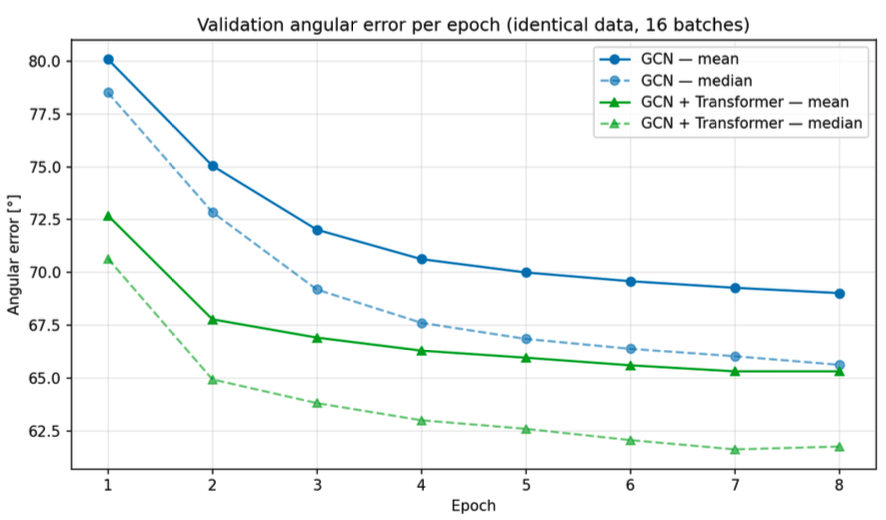 Validation angular error per epoch (identical data, 16 batches)
GCN — mean
GCN — median
GCN + Transformer — mean
GCN + Transformer — median
Angular error [°]
80.0
77.5
75.0
72.5
70.0
67.5
65.0
62.5
1 2 3 4 5 6 7 8
Epoch